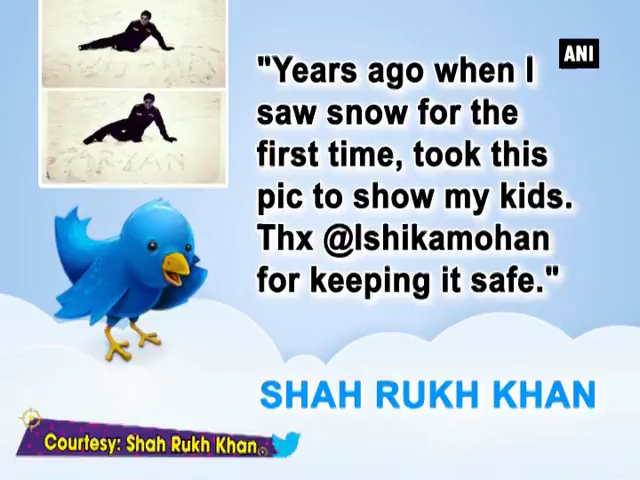 ANI
"Years ago when I
saw snow for the
first time, took this
pic to show my kids.
Thx @Ishikamohan
for keeping it safe."
SHAH RUKH KHAN
Courtesy: Shah Rukh Khan